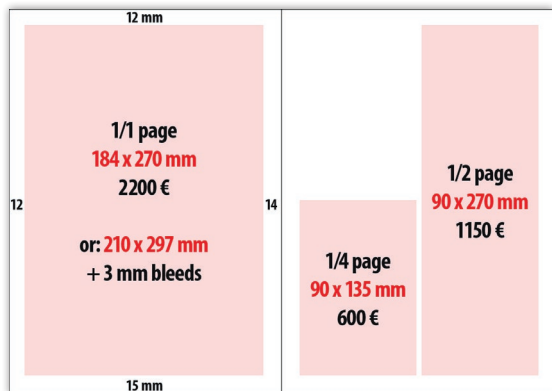 12 mm
1/1 page
184 x 270 mm
2200 €
12
14
or: 210 x 297 mm
+ 3 mm bleeds
15 mm
1/4 page
90 x 135 mm
600 €
1/2 page
90 x 270 mm
1150 €